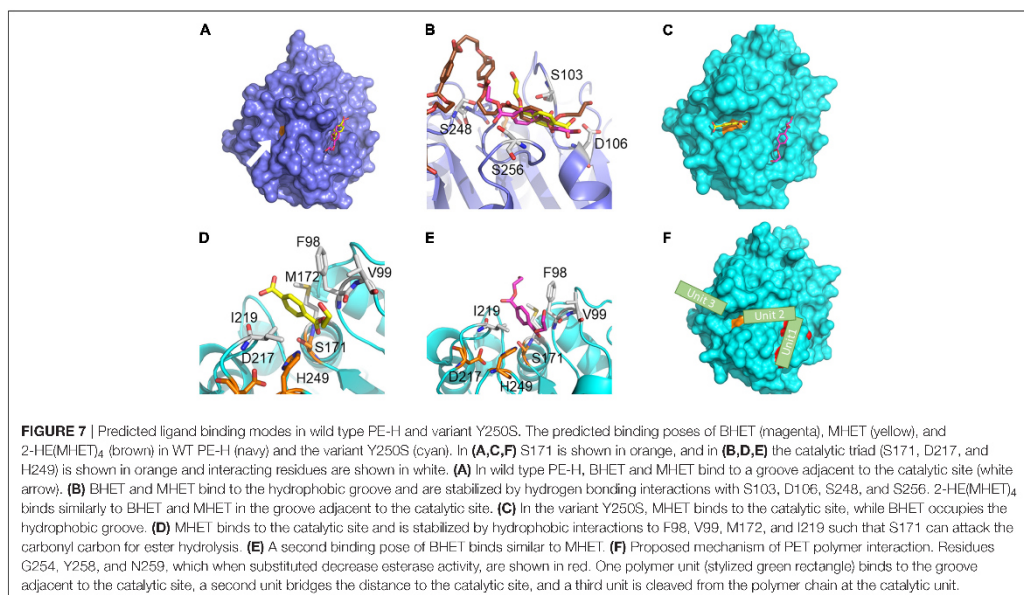 A
B
C
S103
S248
D106
S256
D
E
F
F98
M172
V99
I219
S171
D217
H249
F98
I219
V99
S171
D217
H249
Unit 3
Unit 2
Unit1
FIGURE 7 | Predicted ligand binding modes in wild type PE-H and variant Y250S. The predicted binding poses of BHET (magenta), MHET (yellow), and
2-HE(MHET)₄ (brown) in WT PE-H (navy) and the variant Y250S (cyan). In (A,C,F) S171 is shown in orange, and in (B,D,E) the catalytic triad (S171, D217, and
H249) is shown in orange and interacting residues are shown in white. (A) In wild type PE-H, BHET and MHET bind to a groove adjacent to the catalytic site (white
arrow). (B) BHET and MHET bind to the hydrophobic groove and are stabilized by hydrogen bonding interactions with S103, D106, S248, and S256. 2-HE(MHET)₄
binds similarly to BHET and MHET in the groove adjacent to the catalytic site. (C) In the variant Y250S, MHET binds to the catalytic site, while BHET occupies the
hydrophobic groove. (D) MHET binds to the catalytic site and is stabilized by hydrophobic interactions to F98, V99, M172, and I219 such that S171 can attack the
carbonyl carbon for ester hydrolysis. (E) A second binding pose of BHET binds similar to MHET. (F) Proposed mechanism of PET polymer interaction. Residues
G254, Y258, and N259, which when substituted decrease esterase activity, are shown in red. One polymer unit (stylized green rectangle) binds to the groove
adjacent to the catalytic site, a second unit bridges the distance to the catalytic site, and a third unit is cleaved from the polymer chain at the catalytic unit.